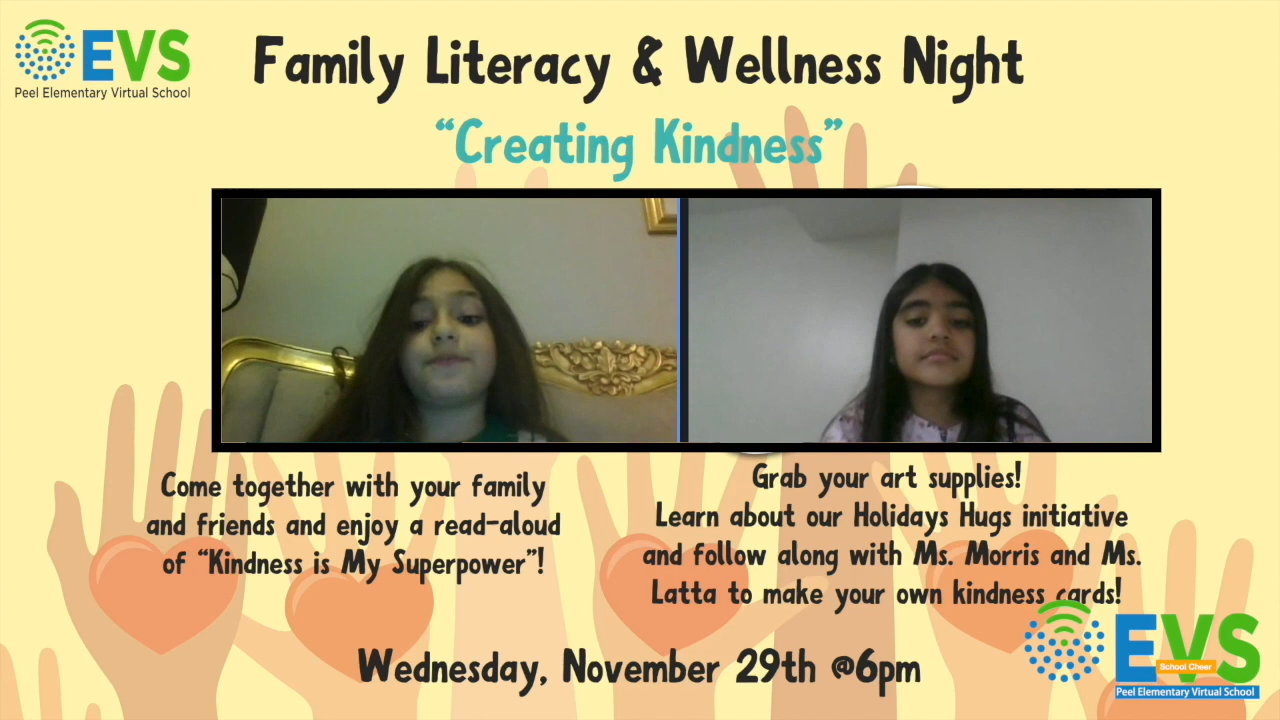 EVS
Peel Elementary Virtual School
Family Literacy & Wellness Night
“Creating Kindness”
Come together with your family
and friends and enjoy a read-aloud
of “Kindness is My Superpower”!
Grab your art supplies!
Learn about our Holidays Hugs initiative
and follow along with Ms. Morris and Ms.
Latta to make your own kindness cards!
Wednesday, November 29th @6pm
EVS
School Cheer
Peel Elementary Virtual School